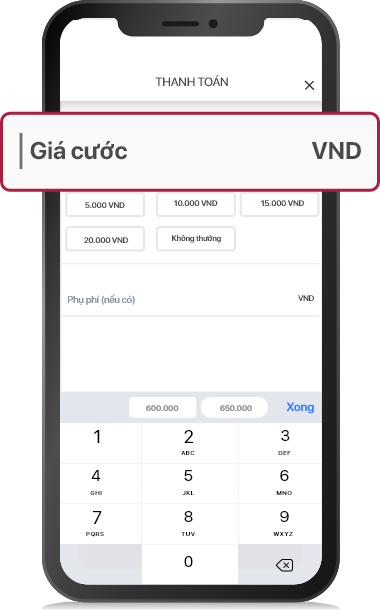 THANH TOÁN
Giá cước VND
5.000 VND 10.000 VND 15.000 VND
20.000 VND Không thưởng
Phụ phí (nếu có) VND
600.000 650.000 Xong
1 2 3
ABC DEF
4 5 6
GHI JKL MNO
7 8 9
PQRS TUV WXYZ
0